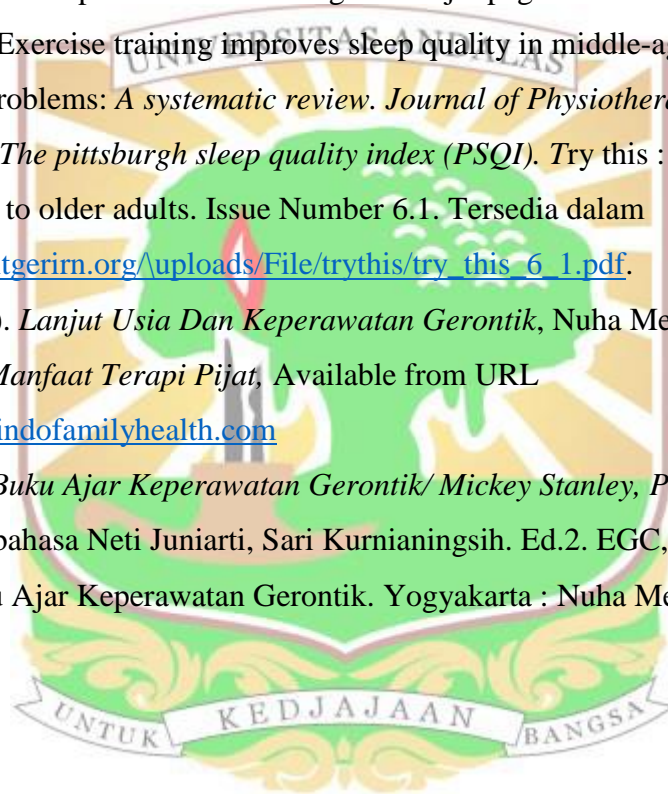 UNIVERSITAS ANDALAS
Exercise training improves sleep quality in middle-ag
roblems: A systematic review. Journal of Physiothera
The pittsburgh sleep quality index (PSQI). Try this :
to older adults. Issue Number 6.1. Tersedia dalam
tgerirn.org/\uploads/File/trythis/try_this_6_1.pdf.
). Lanjut Usia Dan Keperawatan Gerontik, Nuha Me
Manfaat Terapi Pijat, Available from URL
indofamilyhealth.com
Buku Ajar Keperawatan Gerontik/ Mickey Stanley, P
bahasa Neti Juniarti, Sari Kurnianingsih. Ed.2. EGC,
Ajar Keperawatan Gerontik. Yogyakarta : Nuha Me
UNTUK KEDJAJAAN BANGSA